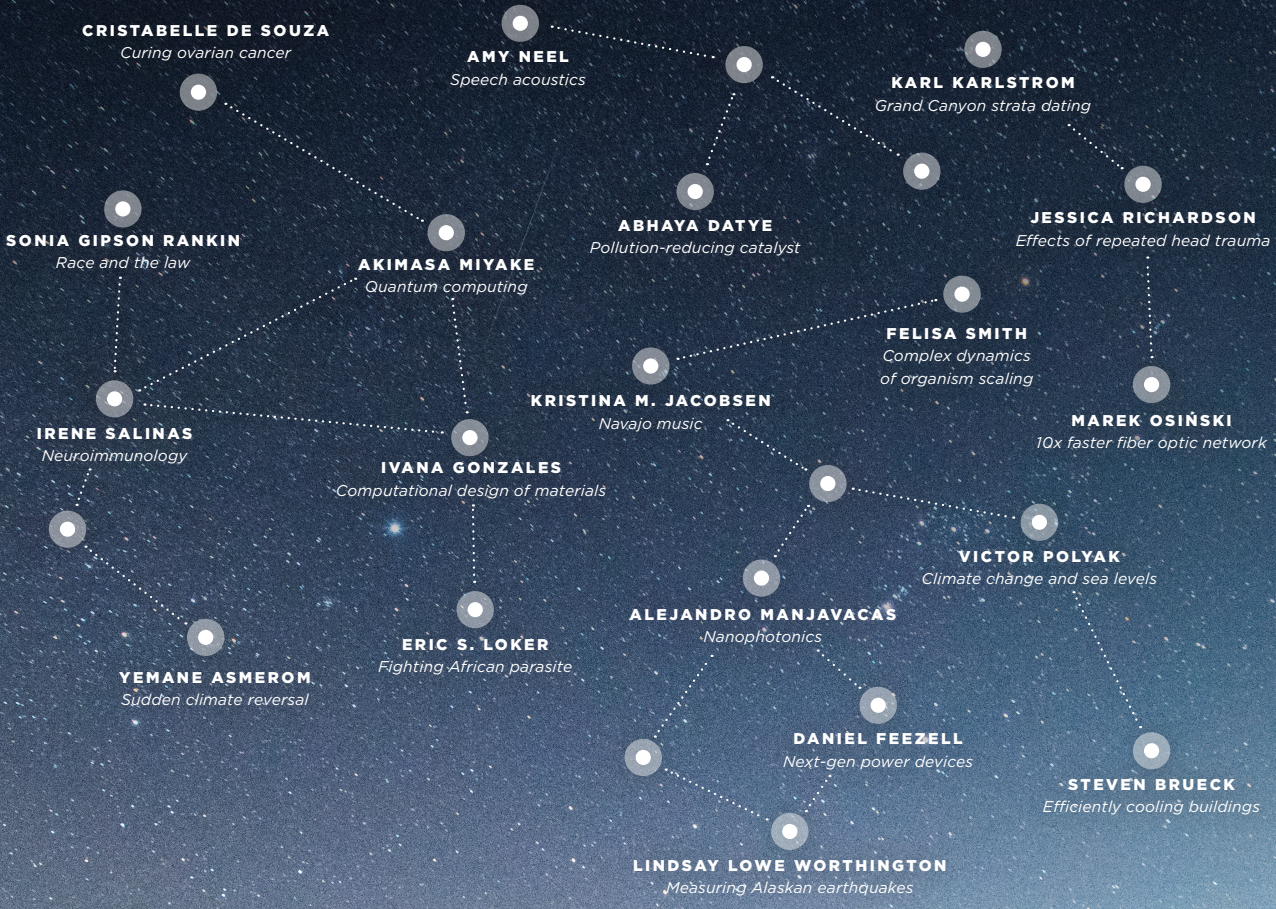 CRISTABELLE DE SOUZA
Curing ovarian cancer
AMY NEEL
Speech acoustics
KARL KARLSTROM
Grand Canyon strata dating
SONIA GIPSON RANKIN
Race and the law
AKIMASA MIYAKE
Quantum computing
ABHAYA DATYE
Pollution-reducing catalyst
JESSICA RICHARDSON
Effects of repeated head trauma
FELISA SMITH
Complex dynamics
of organism scaling
KRISTINA M. JACOBSEN
Navajo music
MAREK OSIŃSKI
10x faster fiber optic network
IRENE SALINAS
Neuroimmunology
IVANA GONZALES
Computational design of materials
VICTOR POLYAK
Climate change and sea levels
ALEJANDRO MANJAVACAS
Nanophotonics
ERIC S. LOKER
Fighting African parasite
YEMANE ASMEROM
Sudden climate reversal
DANIEL FEEZELL
Next-gen power devices
STEVEN BRUECK
Efficiently cooling buildings
LINDSAY LOWE WORTHINGTON
Measuring Alaskan earthquakes